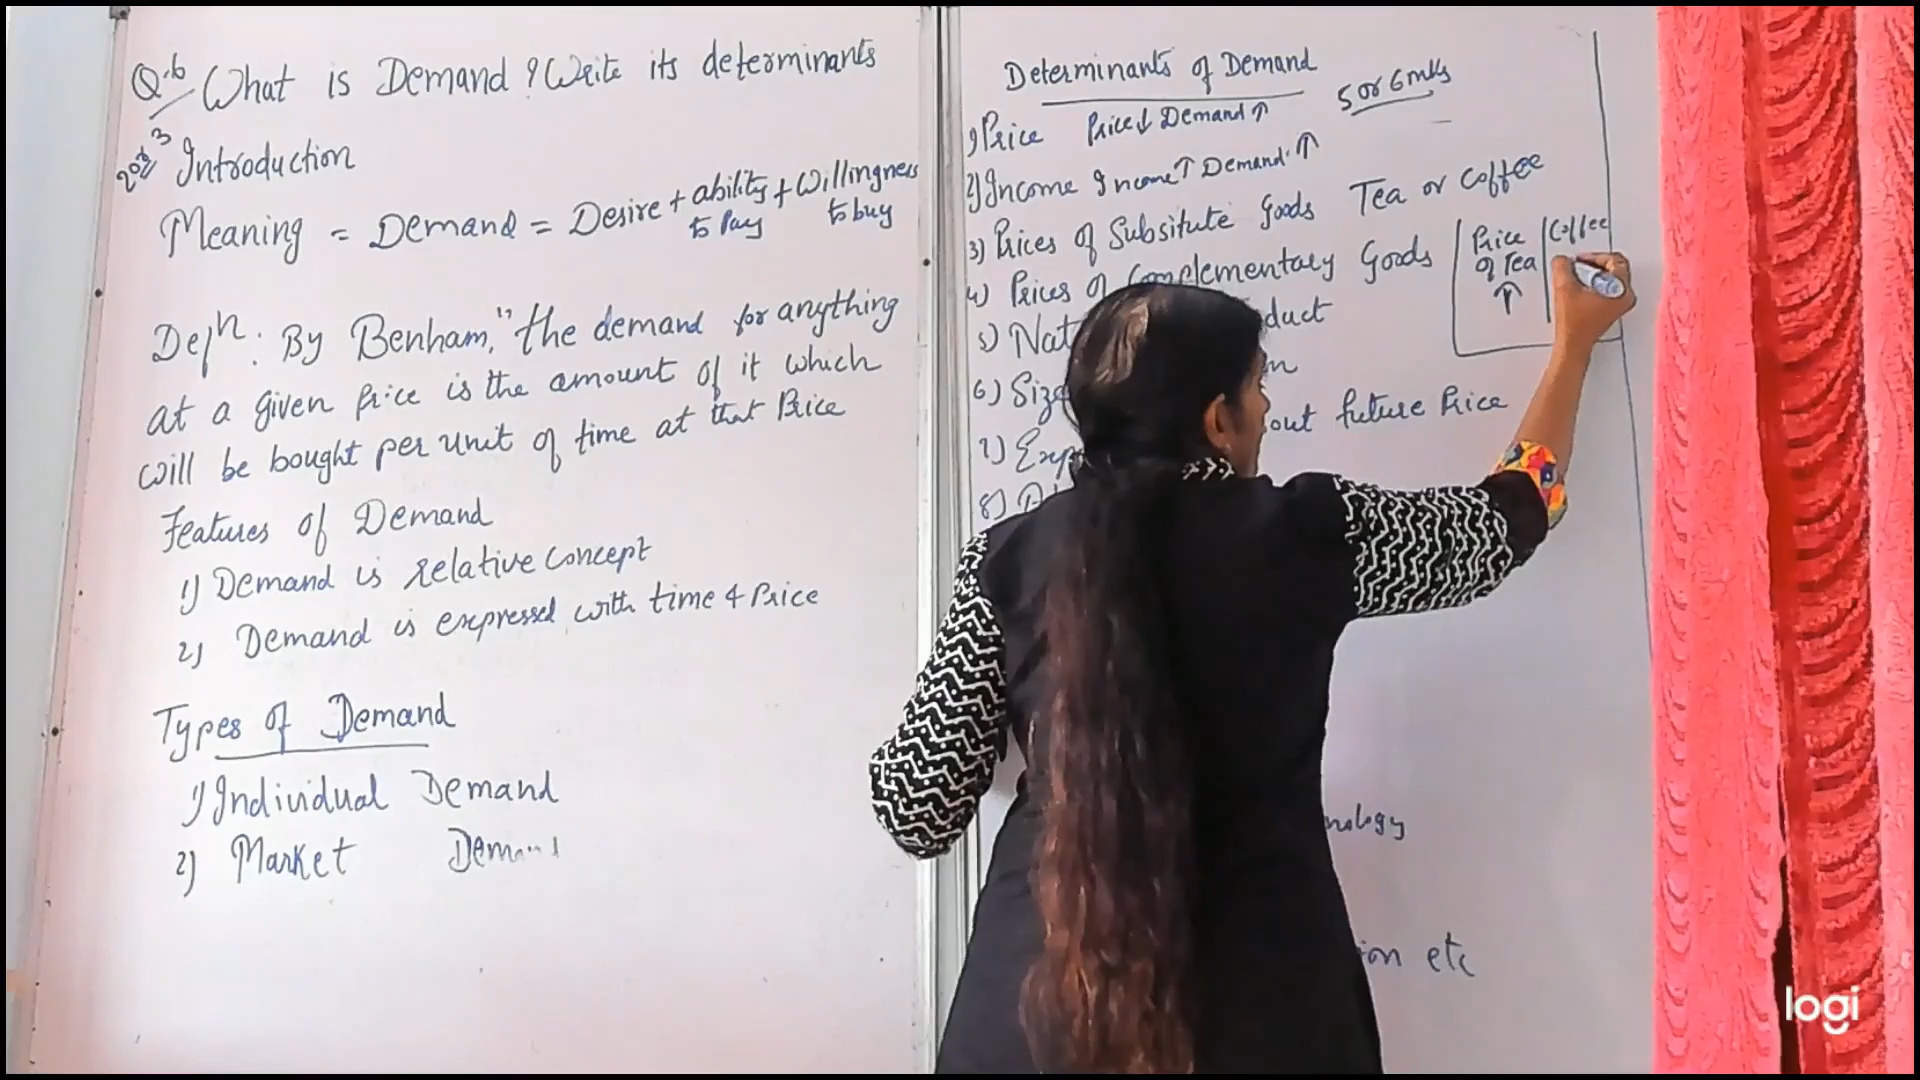 Q.6 What is Demand? Write its determinants
Introduction
Meaning = Demand = Desire + ability + Willingness
to Pay to buy
Defn: By Benham, "the demand for anything
at a given price is the amount of it which
will be bought per unit of time at that Price
Features of Demand
1) Demand is relative concept
2) Demand is expressed with time & Price
Types of Demand
1) Individual Demand
2) Market Demand
Determinants of Demand
5 or 6 mks
1) Price Price↓ Demand↑
2) Income Income↑ Demand.↑
3) Prices of Subsitute Goods Tea or Coffee
4) Prices of Complementary Goods
Price of Tea ↑
Coffee
5) Nat duct
6) Size n
7) Exp out future Price
8)
nology
ion etc
logi